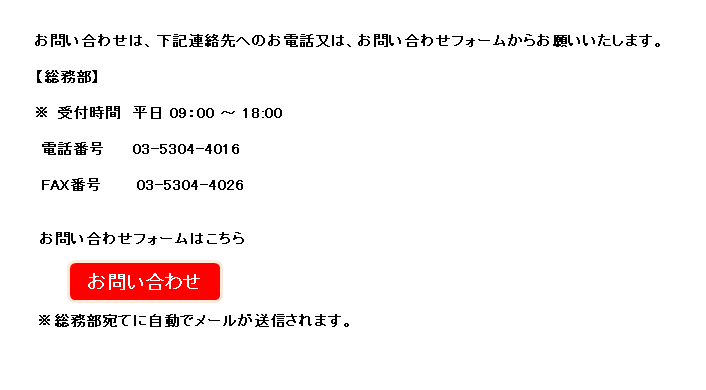 お問い合わせは、下記連絡先へのお電話又は、お問い合わせフォームからお願いいたします。
【総務部】
※ 受付時間 平日 09:00 ～ 18:00
電話番号 03-5304-4016
FAX番号 03-5304-4026
お問い合わせフォームはこちら
お問い合わせ
※総務部宛てに自動でメールが送信されます。